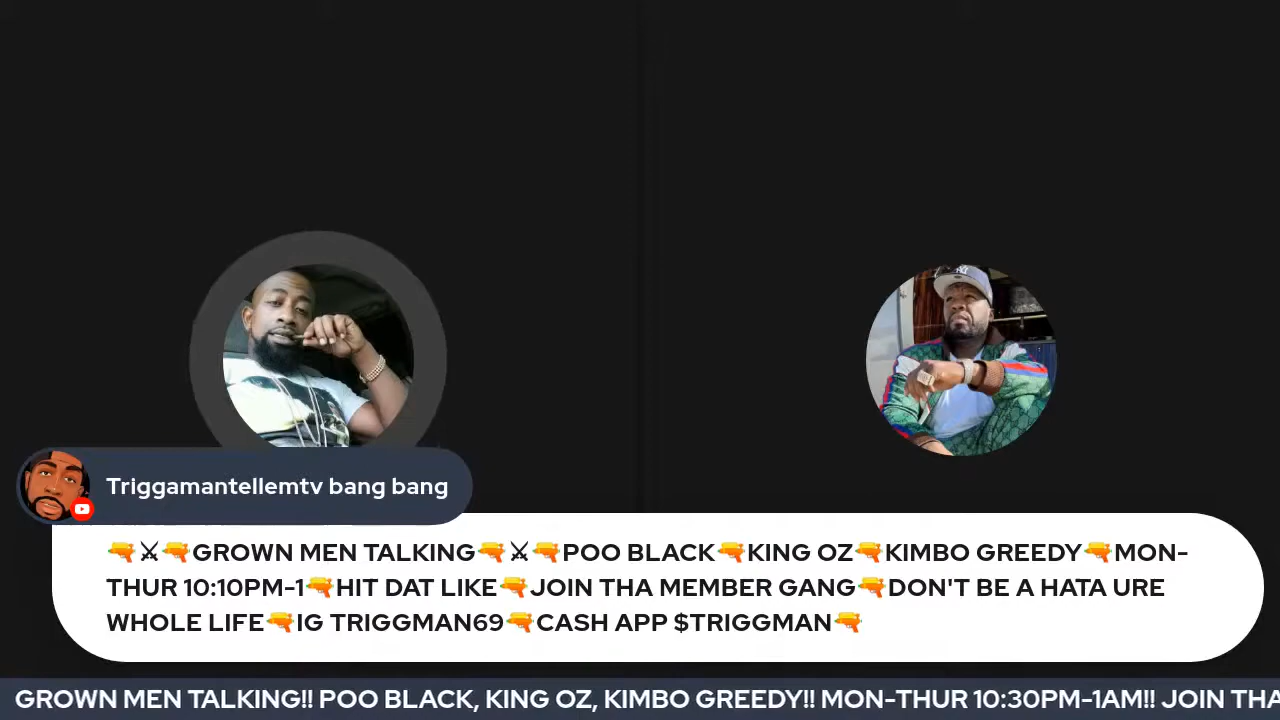 Triggamantellemtv bang bang
🔫⚔🔫GROWN MEN TALKING🔫⚔🔫POO BLACK🔫KING OZ🔫KIMBO GREEDY🔫MON-
THUR 10:10PM-1🔫HIT DAT LIKE🔫JOIN THA MEMBER GANG🔫DON'T BE A HATA URE
WHOLE LIFE🔫IG TRIGGMAN69🔫CASH APP $TRIGGMAN🔫
GROWN MEN TALKING!! POO BLACK, KING OZ, KIMBO GREEDY!! MON-THUR 10:30PM-1AM!! JOIN THA